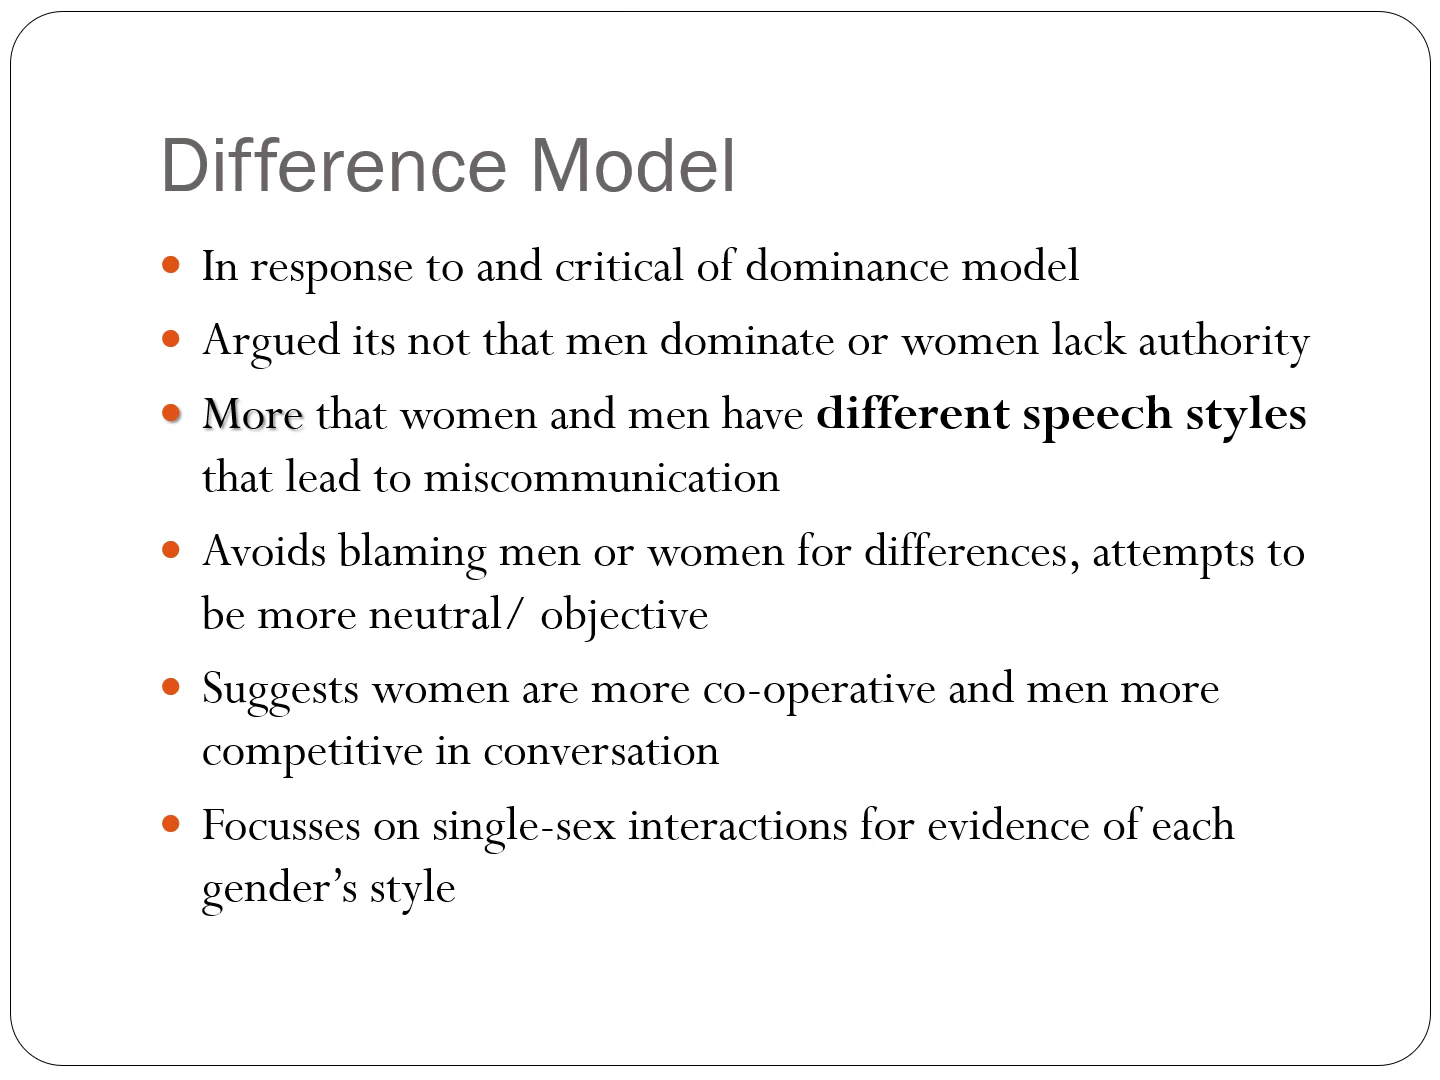 Difference Model
In response to and critical of dominance model
Argued its not that men dominate or women lack authority
More that women and men have different speech styles
that lead to miscommunication
Avoids blaming men or women for differences, attempts to
be more neutral/ objective
Suggests women are more co-operative and men more
competitive in conversation
Focusses on single-sex interactions for evidence of each
gender’s style